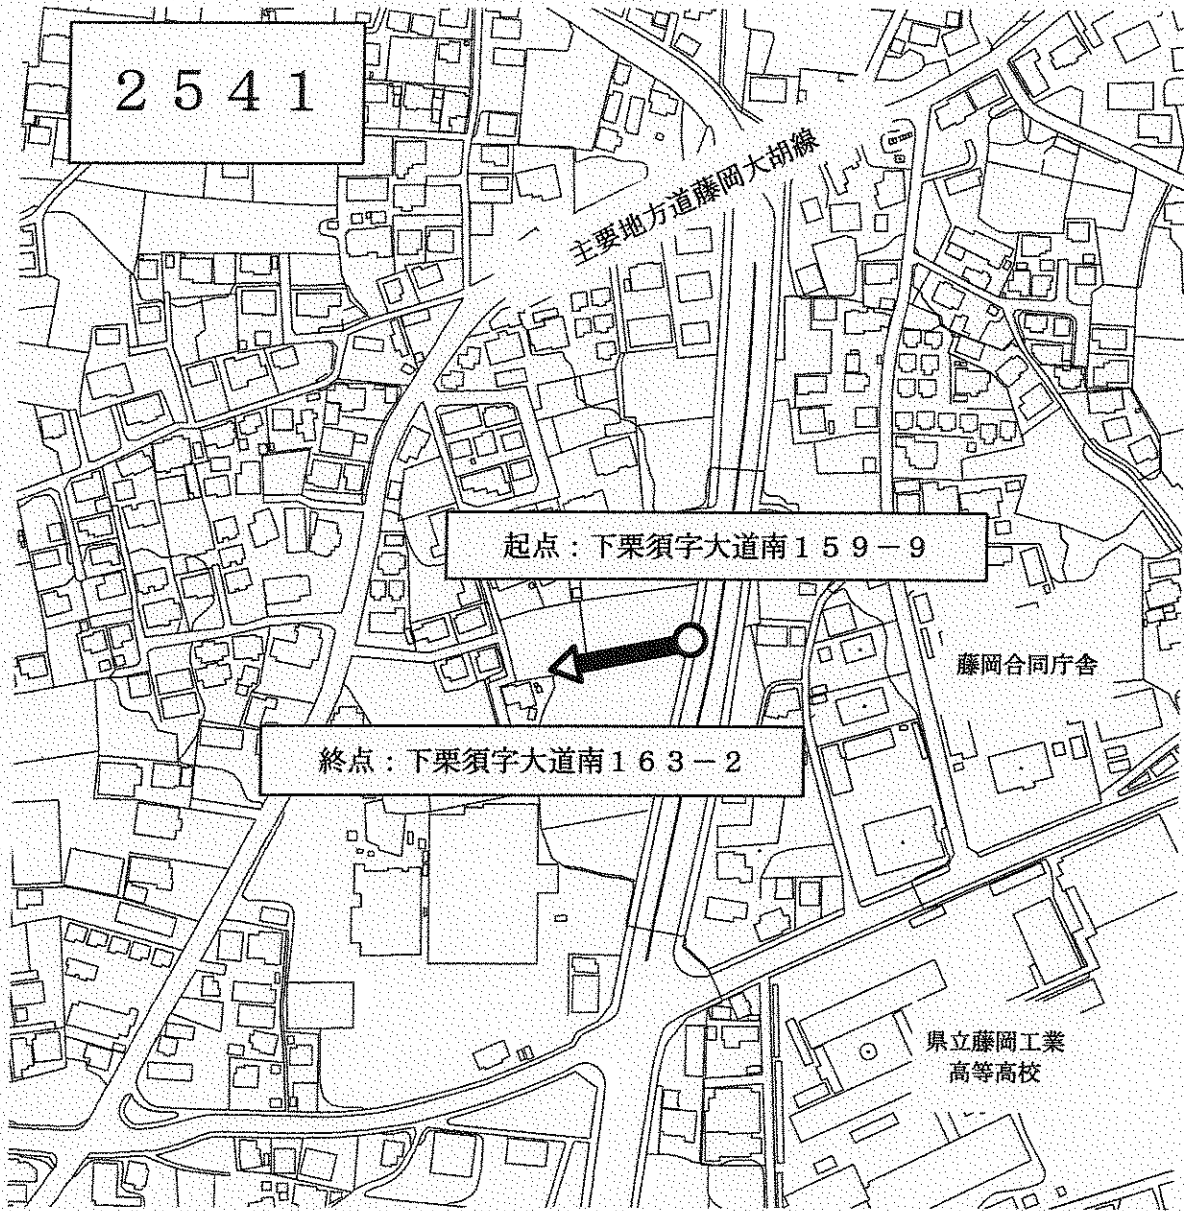 ２５４１
主要地方道藤岡大胡線
起点：下栗須字大道南１５９－９
藤岡合同庁舎
終点：下栗須字大道南１６３－２
県立藤岡工業
高等高校